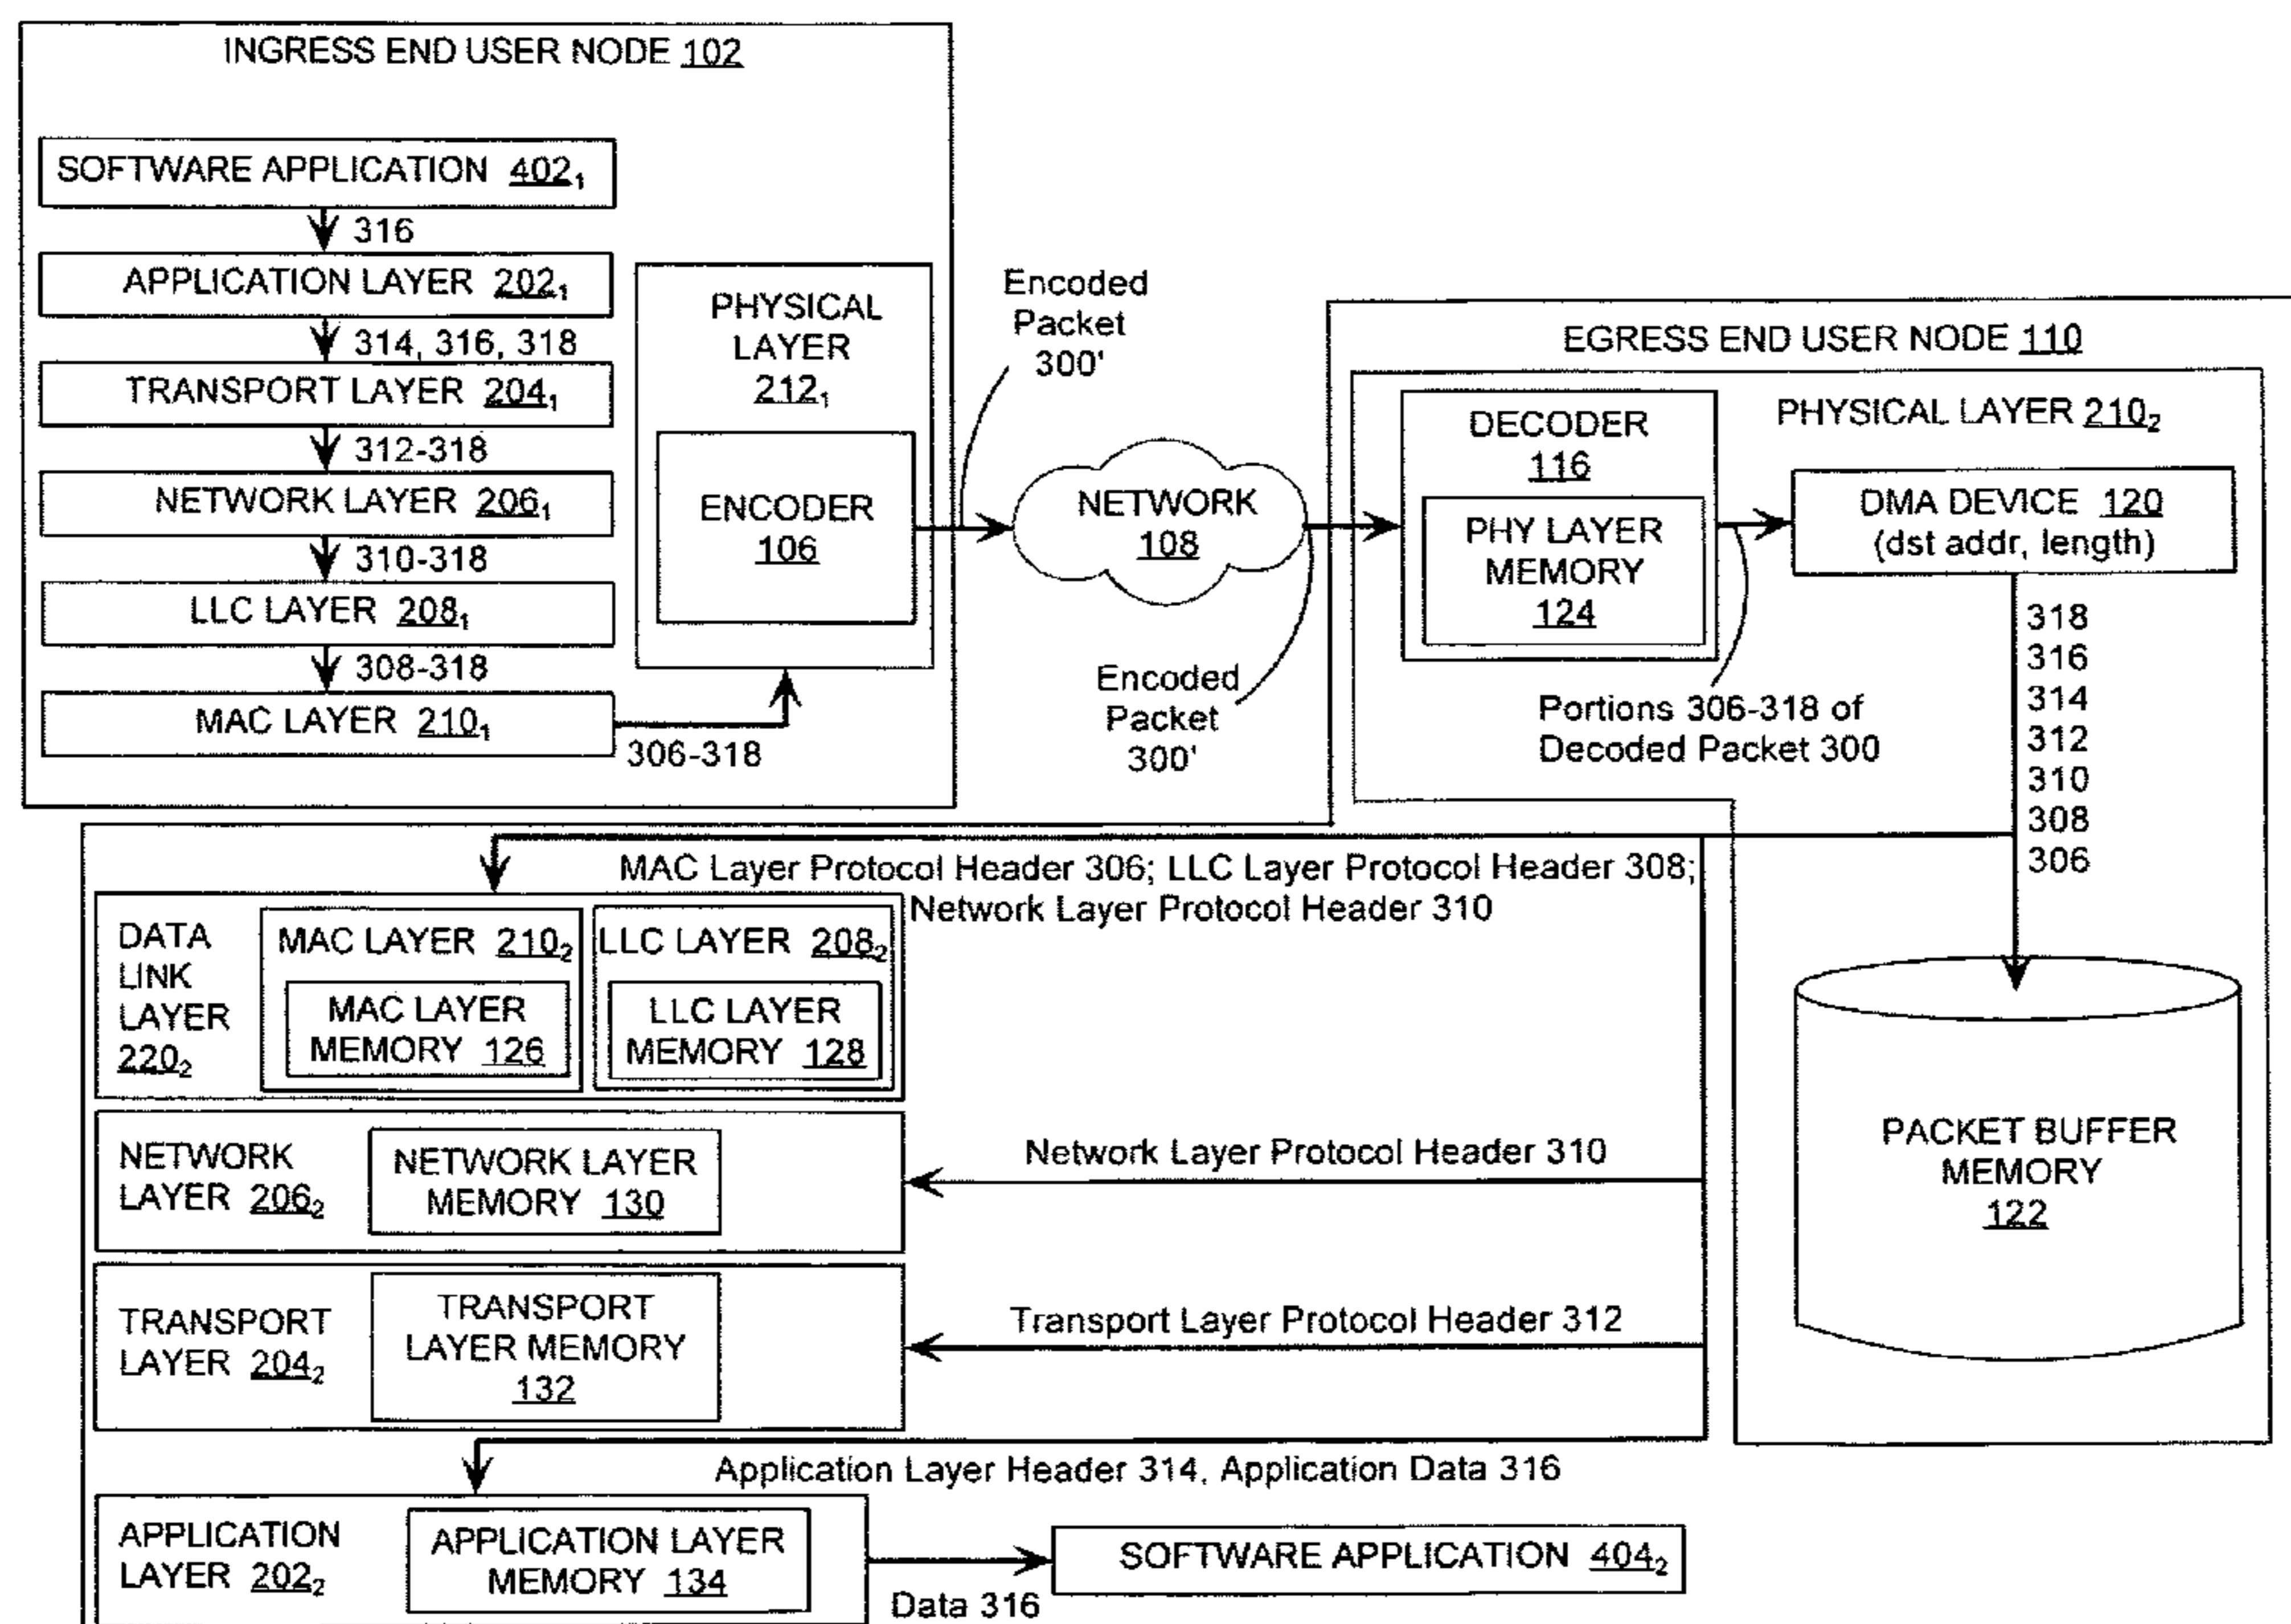 INGRESS END USER NODE 102
SOFTWARE APPLICATION 402₁
316
APPLICATION LAYER 202₁
314, 316, 318
TRANSPORT LAYER 204₁
312-318
NETWORK LAYER 206₁
310-318
LLC LAYER 208₁
308-318
MAC LAYER 210₁
306-318
PHYSICAL
LAYER
212₁
ENCODER
106
Encoded
Packet
300'
NETWORK
108
Encoded
Packet
300'
EGRESS END USER NODE 110
PHYSICAL LAYER 210₂
DECODER
116
PHY LAYER
MEMORY
124
DMA DEVICE 120
(dst addr, length)
Portions 306-318 of
Decoded Packet 300
318
316
314
312
310
308
306
MAC Layer Protocol Header 306; LLC Layer Protocol Header 308;
Network Layer Protocol Header 310
DATA
LINK
LAYER
220₂
MAC LAYER 210₂
MAC LAYER
MEMORY 126
LLC LAYER 208₂
LLC LAYER
MEMORY 128
PACKET BUFFER
MEMORY
122
NETWORK
LAYER 206₂
NETWORK LAYER
MEMORY 130
Network Layer Protocol Header 310
TRANSPORT
LAYER 204₂
TRANSPORT
LAYER MEMORY
132
Transport Layer Protocol Header 312
Application Layer Header 314, Application Data 316
APPLICATION
LAYER 202₂
APPLICATION LAYER
MEMORY 134
Data 316
SOFTWARE APPLICATION 404₂